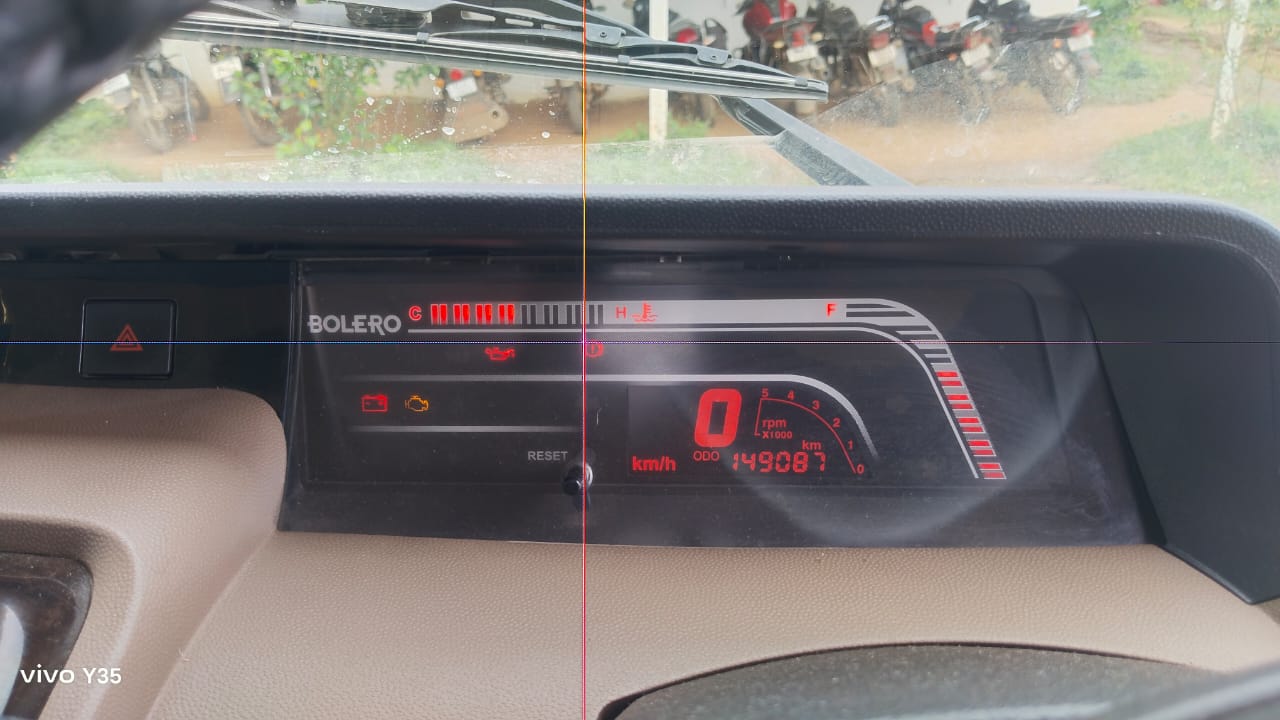 BOLERO C H F
RESET
0
5 4 3 2 1 0
rpm
X1000
km/h
ODO 149087 km
vivo Y35